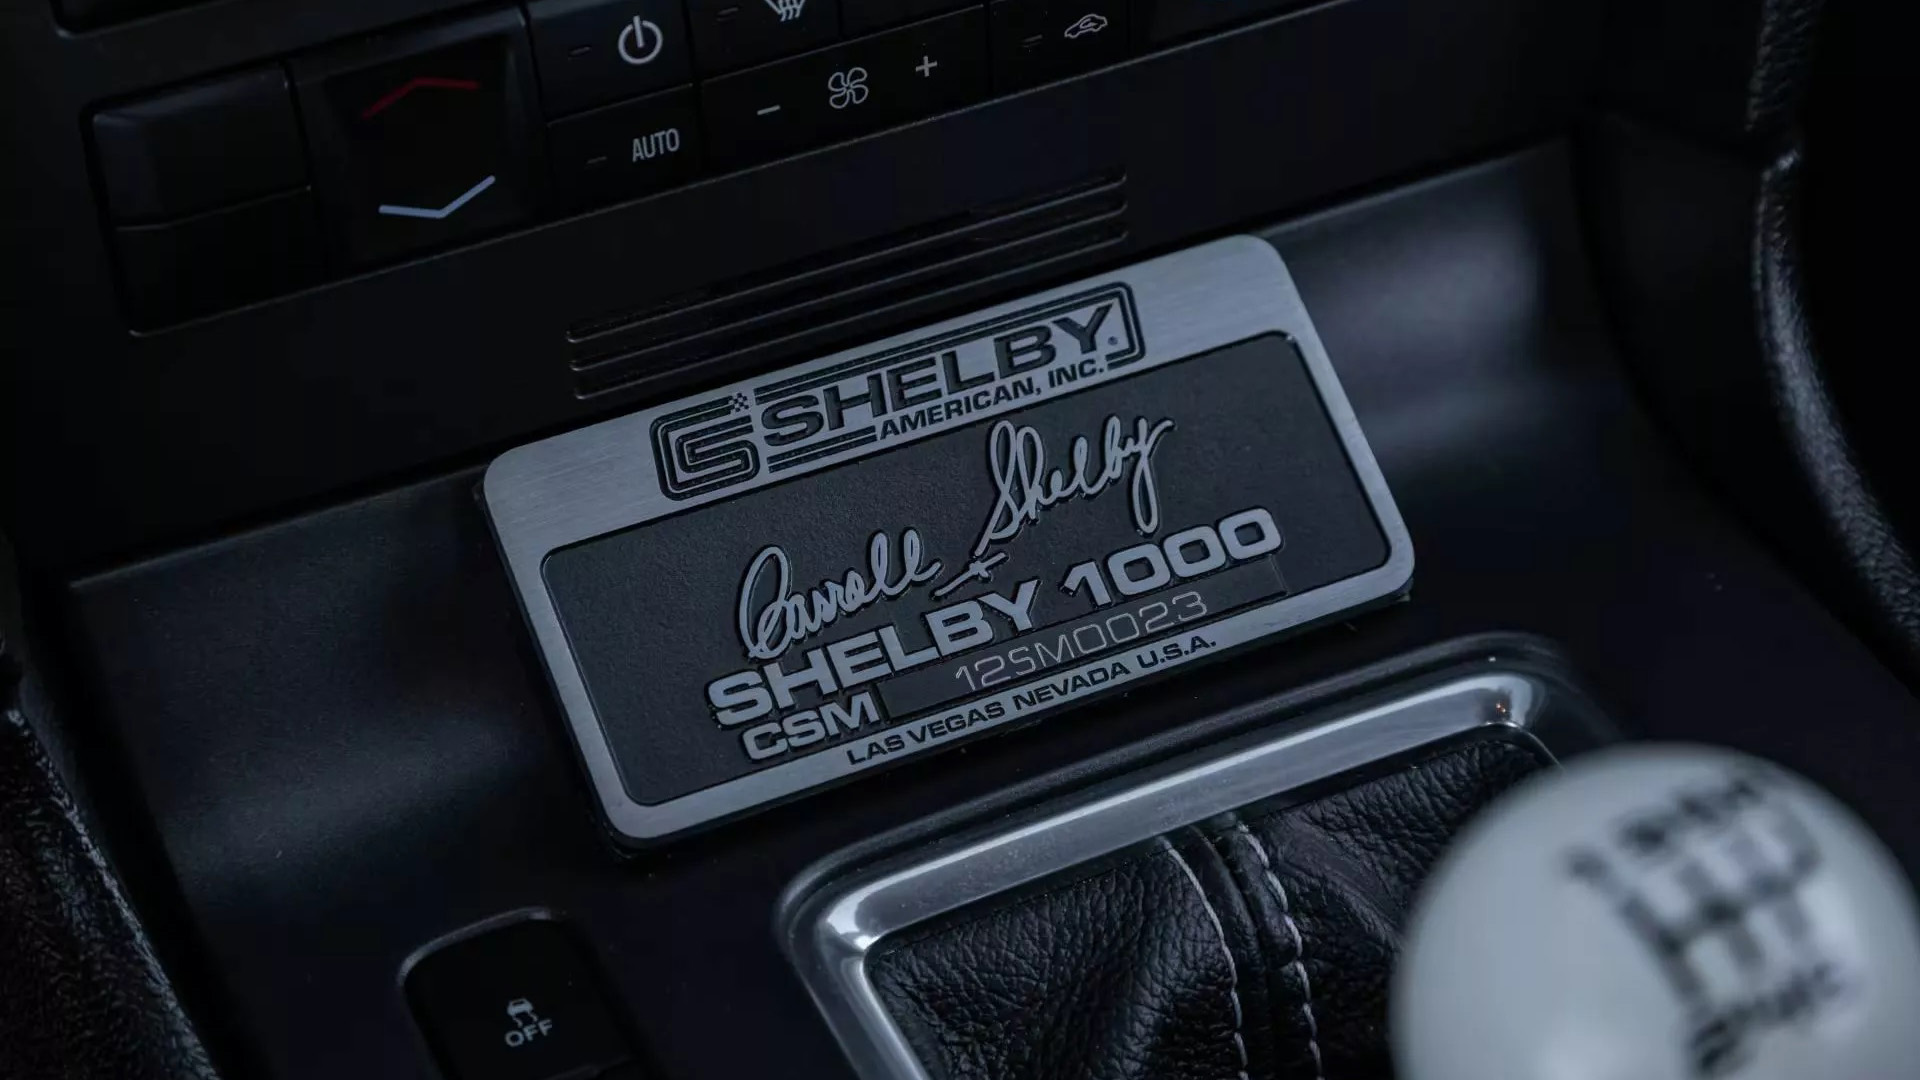 AUTO
SHELBY
AMERICAN, INC.
Carroll Shelby
SHELBY 1000
CSM 12SM0023
LAS VEGAS NEVADA U.S.A.
OFF